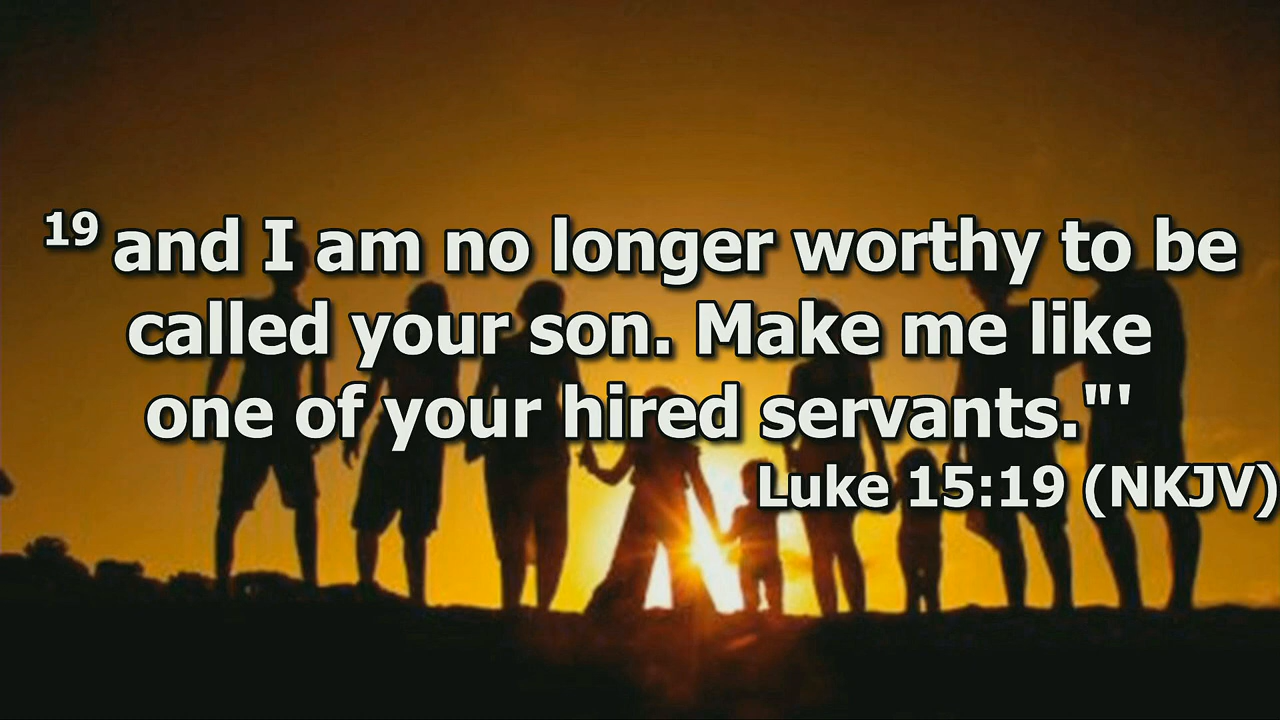 19 and I am no longer worthy to be
called your son. Make me like
one of your hired servants."'
Luke 15:19 (NKJV)